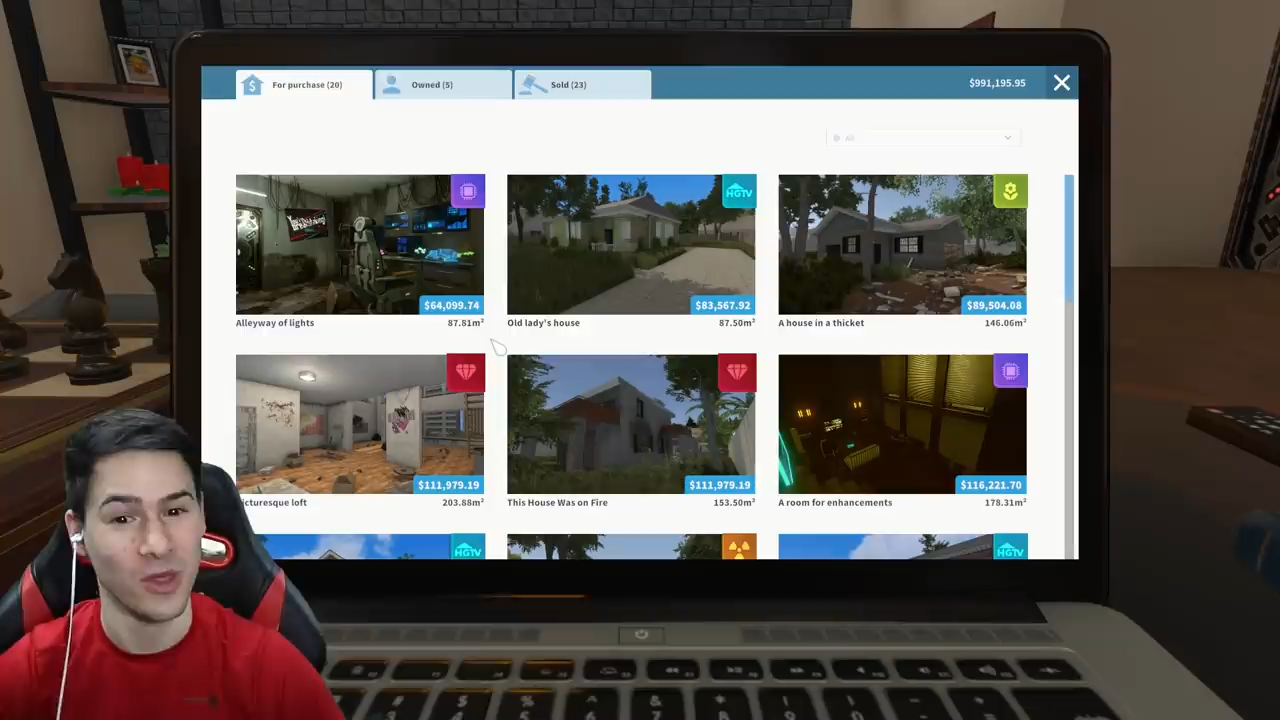 For purchase (20)
Owned (5)
Sold (23)
$991,195.95
All
HGTV
$64,099.74
$83,567.92
$89,504.08
Alleyway of lights
87.81m²
Old lady's house
87.50m²
A house in a thicket
146.06m²
$111,979.19
$111,979.19
$116,221.70
icturesque loft
203.88m²
This House Was on Fire
153.50m²
A room for enhancements
178.31m²
HGTV
HGTV